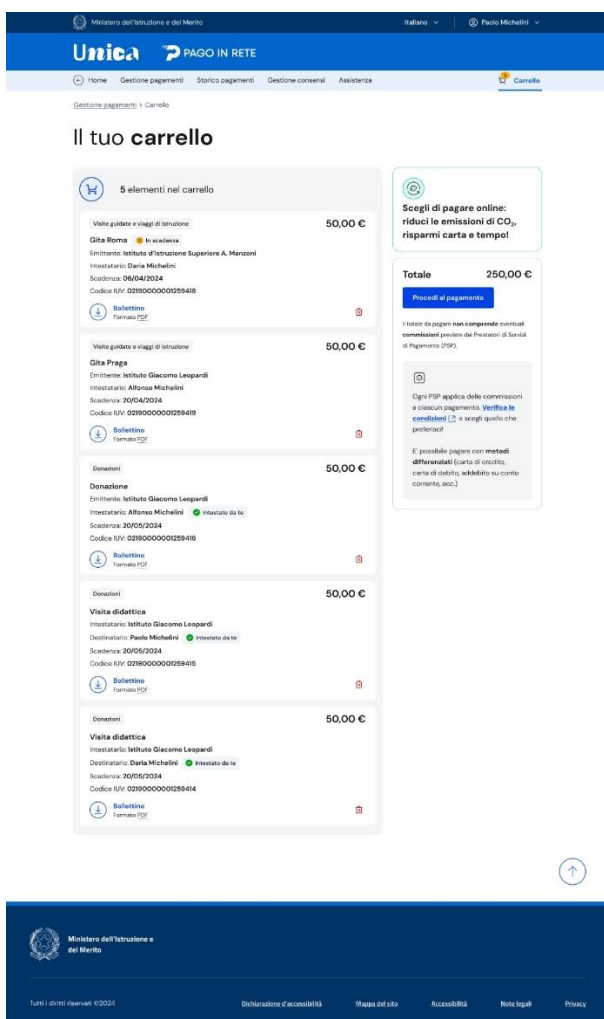 Ministero dell'Istruzione e del Merito
Italiano
Paolo Michelini
Unica
PAGO IN RETE
Home
Gestione pagamenti
Storico pagamenti
Gestione consensi
Assistenza
5
Carrello
Gestione pagamenti > Carrello
Il tuo carrello
5 elementi nel carrello
Visite guidate e viaggi di istruzione
50,00 €
Gita Roma
In scadenza
Emittente: Istituto d'Istruzione Superiore A. Manzoni
Intestatario: Daria Michelini
Scadenza: 06/04/2024
Codice IUV: 02190000001259418
Bollettino
Formato PDF
Visite guidate e viaggi di istruzione
50,00 €
Gita Praga
Emittente: Istituto Giacomo Leopardi
Intestatario: Alfonso Michelini
Scadenza: 20/04/2024
Codice IUV: 02190000001259419
Bollettino
Formato PDF
Donazioni
50,00 €
Donazione
Emittente: Istituto Giacomo Leopardi
Intestatario: Alfonso Michelini
Intestato da te
Scadenza: 20/05/2024
Codice IUV: 02190000001259416
Bollettino
Formato PDF
Donazioni
50,00 €
Visita didattica
Intestatario: Istituto Giacomo Leopardi
Destinatario: Paolo Michelini
Intestato da te
Scadenza: 20/05/2024
Codice IUV: 02190000001259415
Bollettino
Formato PDF
Donazioni
50,00 €
Visita didattica
Intestatario: Istituto Giacomo Leopardi
Destinatario: Daria Michelini
Intestato da te
Scadenza: 20/05/2024
Codice IUV: 02190000001259414
Bollettino
Formato PDF
Scegli di pagare online:
riduci le emissioni di CO₂,
risparmi carta e tempo!
Totale
250,00 €
Procedi al pagamento
Il totale da pagare non comprende eventuali
commissioni previste dai Prestatori di Servizi
di Pagamento (PSP).
Ogni PSP applica delle commissioni
a ciascun pagamento. Verifica le
condizioni e scegli quello che
preferisci!
E' possibile pagare con metodi
differenziati (carta di credito,
carta di debito, addebito su conto
corrente, ecc.)
Ministero dell'Istruzione e
del Merito
Tutti i diritti riservati ©2024
Dichiarazione d'accessibilità
Mappa del sito
Accessibilità
Note legali
Privacy